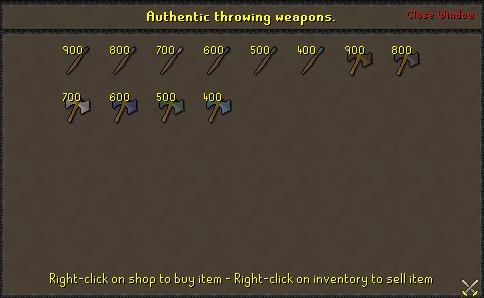 Authentic throwing weapons.
Close Window
900 800 700 600 500 400 900 800
700 600 500 400
Right-click on shop to buy item - Right-click on inventory to sell item